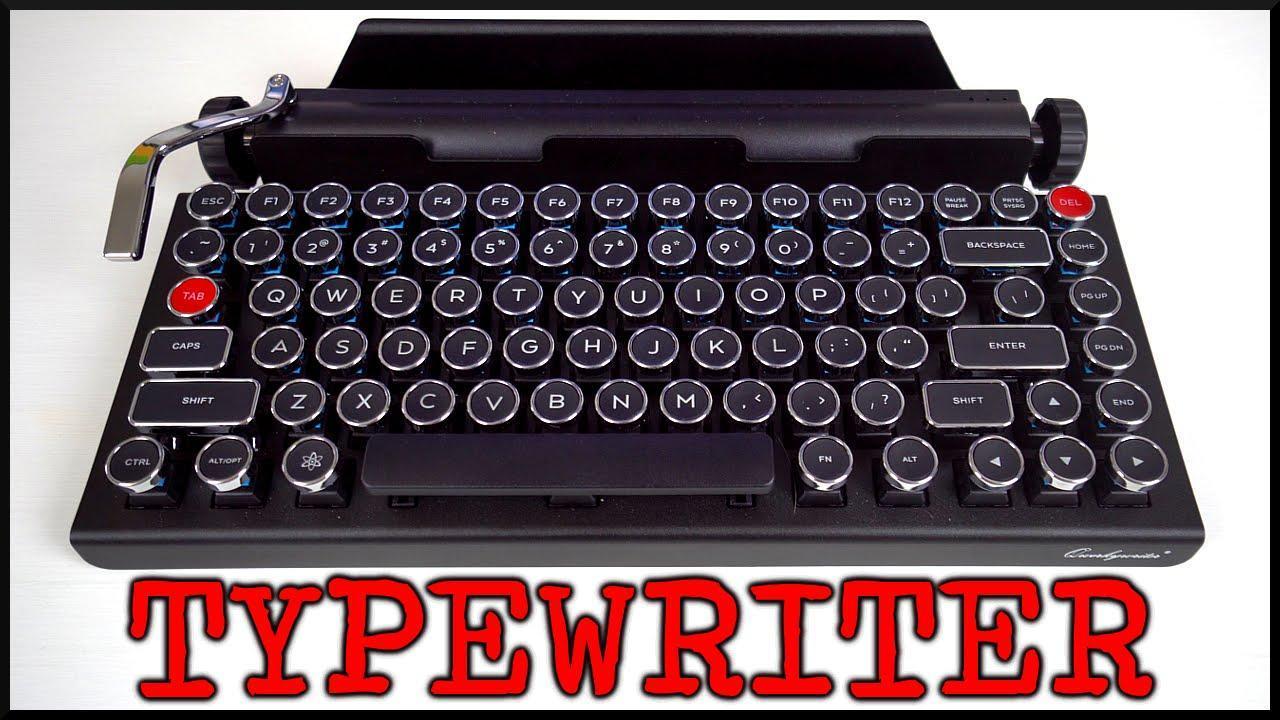 ESC F1 F2 F3 F4 F5 F6 F7 F8 F9 F10 F11 F12 PAUSE BREAK PRTSC SYSRQ DEL
. ~ 1 ! 2 @ 3 # 4 $ 5 % 6 ^ 7 & 8 * 9 ( 0 ) - _ = + BACKSPACE HOME
TAB Q W E R T Y U I O P [ { ] } \ | PG UP
CAPS A S D F G H J K L ; : , “ ENTER PG DN
SHIFT Z X C V B N M , < . > / ? SHIFT ▲ END
CTRL ALT/OPT FN ALT ◄ ▼ ►
Qwerkywriter®
TYPEWRITER